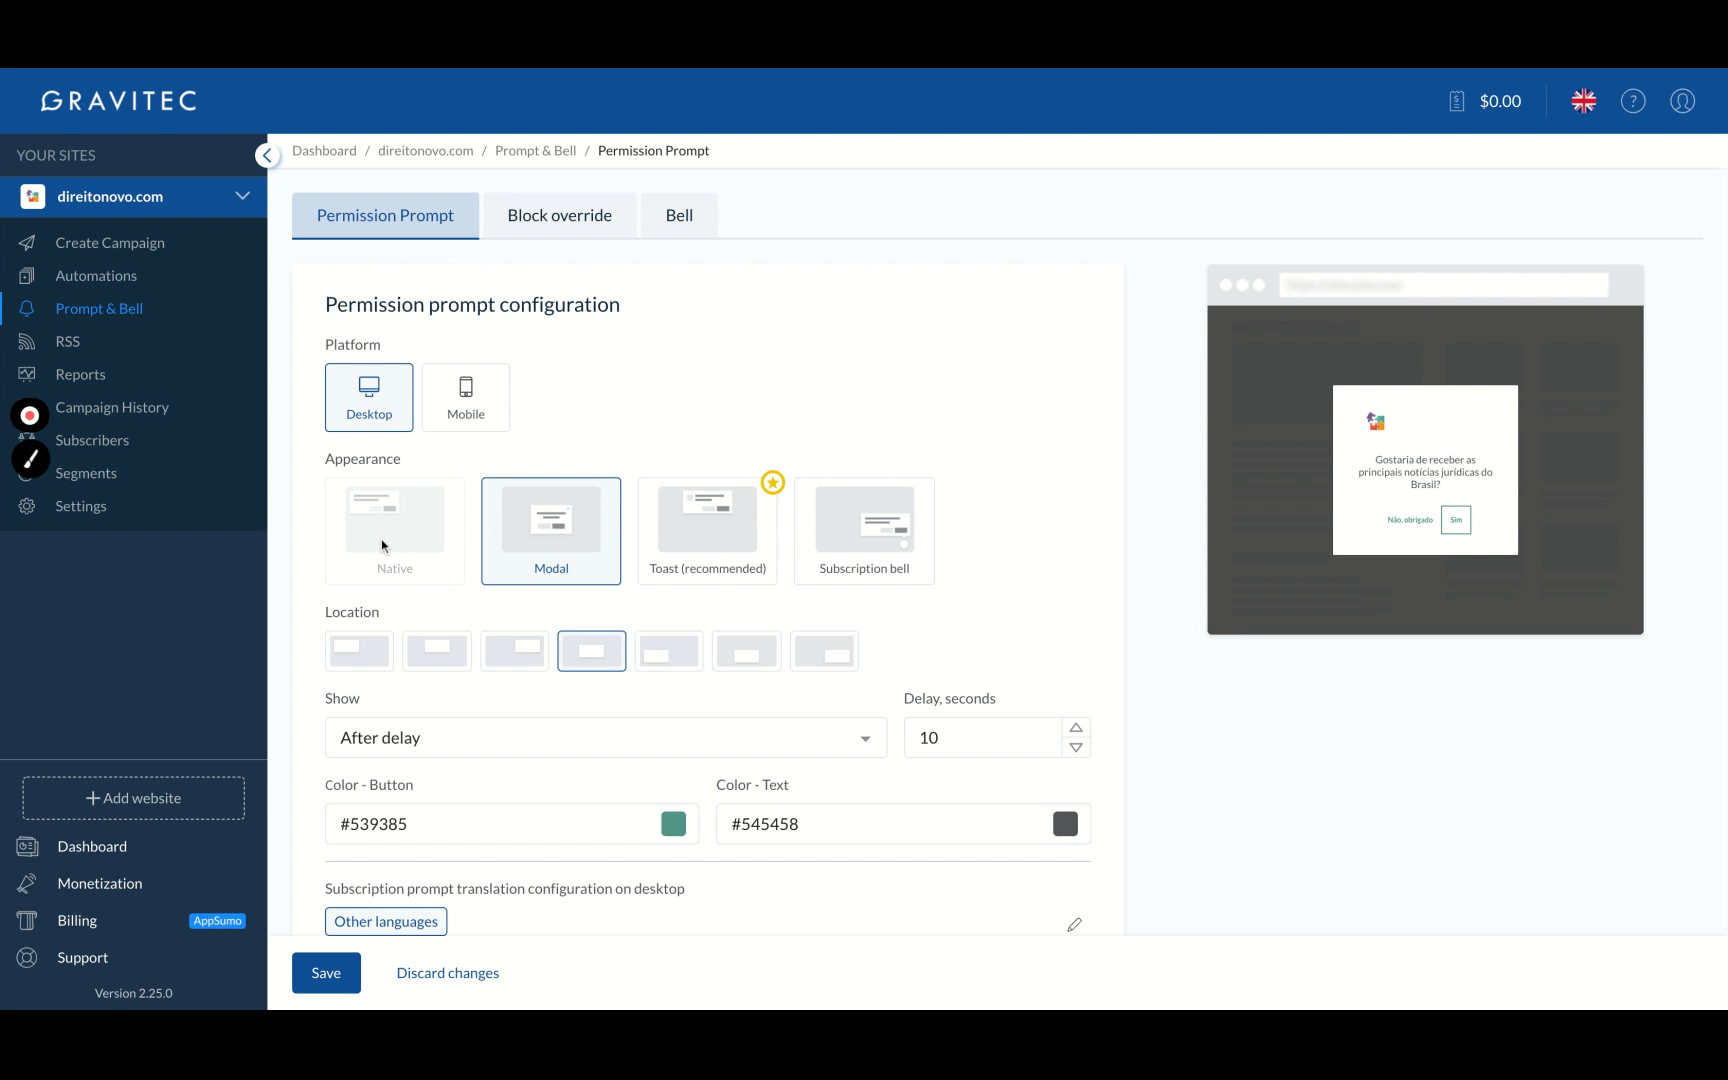 GRAVITEC
$0.00
YOUR SITES
direitonovo.com
Create Campaign
Automations
Prompt & Bell
RSS
Reports
Campaign History
Subscribers
Segments
Settings
Add website
Dashboard
Monetization
Billing
AppSumo
Support
Version 2.25.0
Dashboard / direitonovo.com / Prompt & Bell / Permission Prompt
Permission Prompt
Block override
Bell
Permission prompt configuration
Platform
Desktop
Mobile
Appearance
Native
Modal
Toast (recommended)
Subscription bell
Location
Show
Delay, seconds
After delay
10
Color - Button
Color - Text
#539385
#545458
Subscription prompt translation configuration on desktop
Other languages
Save
Discard changes
Gostaria de receber as
principais notícias jurídicas do
Brasil?
Não, obrigado
Sim